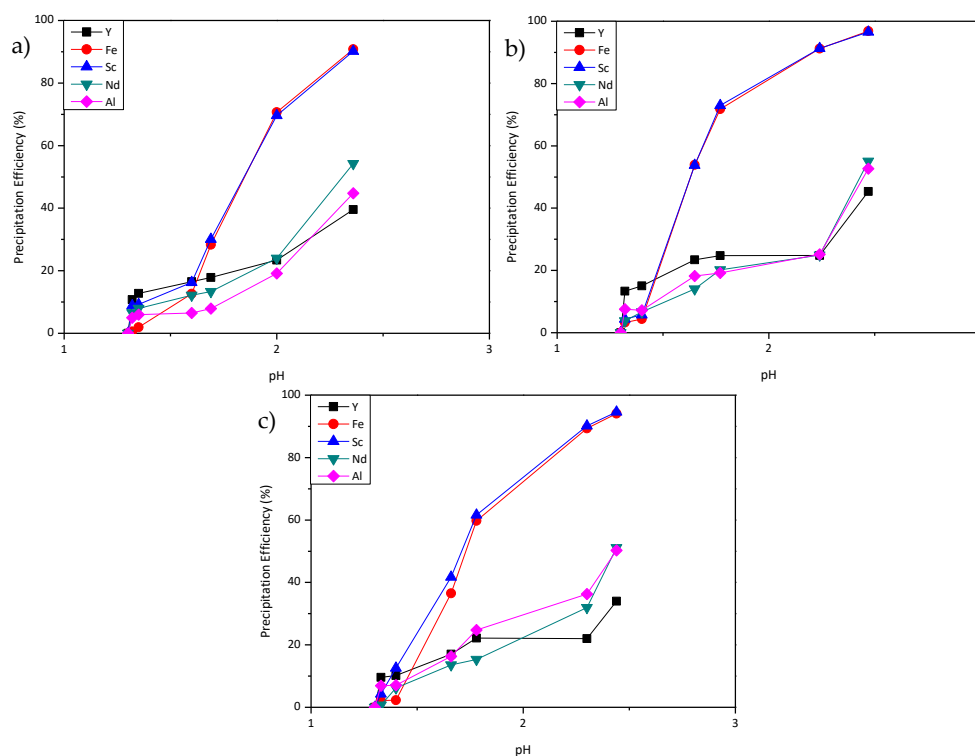 a)
Y
Fe
Sc
Nd
Al
100
80
60
40
20
0
1
2
3
Precipitation Efficiency (%)
pH
b)
Y
Fe
Sc
Nd
Al
100
80
60
40
20
0
1
2
Precipitation Efficiency (%)
pH
c)
Y
Fe
Sc
Nd
Al
100
80
60
40
20
0
1
2
3
Precipitation Efficiency (%)
pH